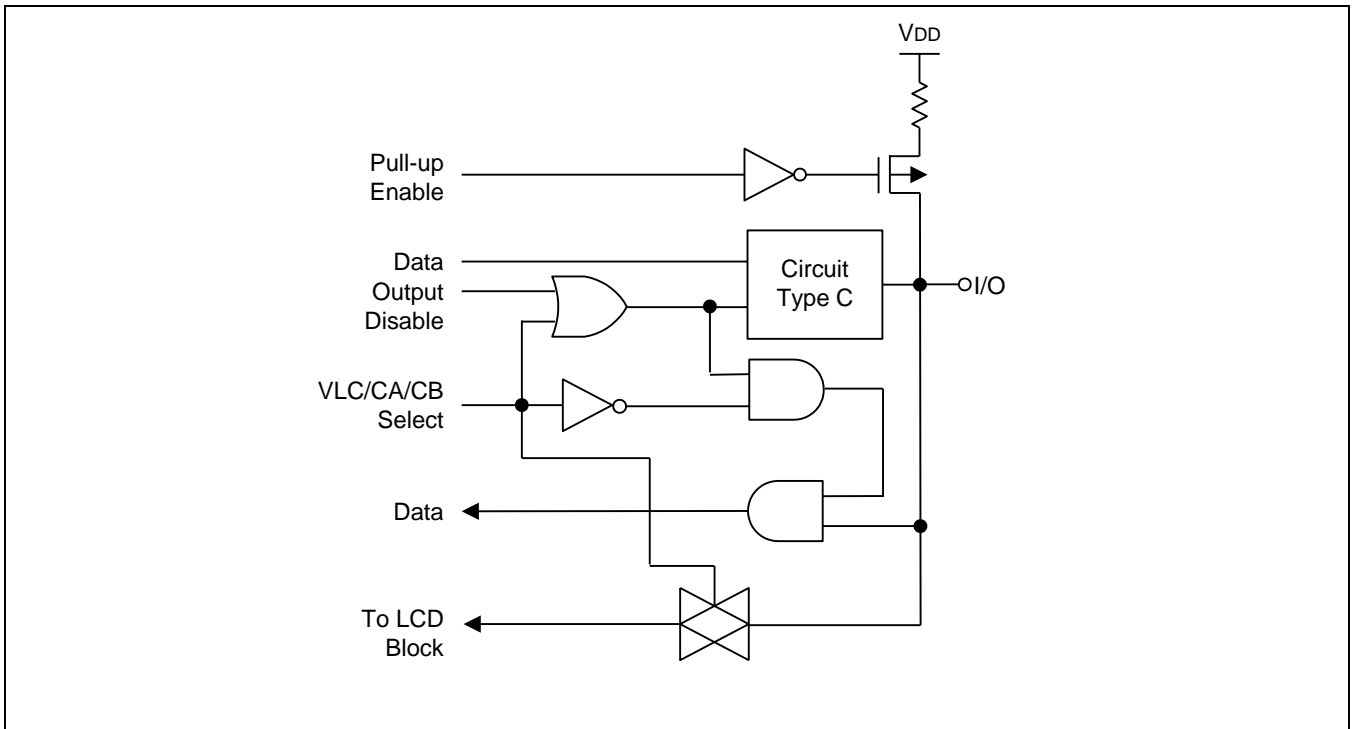 VDD
Pull-up
Enable
Data
Output
Disable
Circuit
Type C
I/O
VLC/CA/CB
Select
Data
To LCD
Block